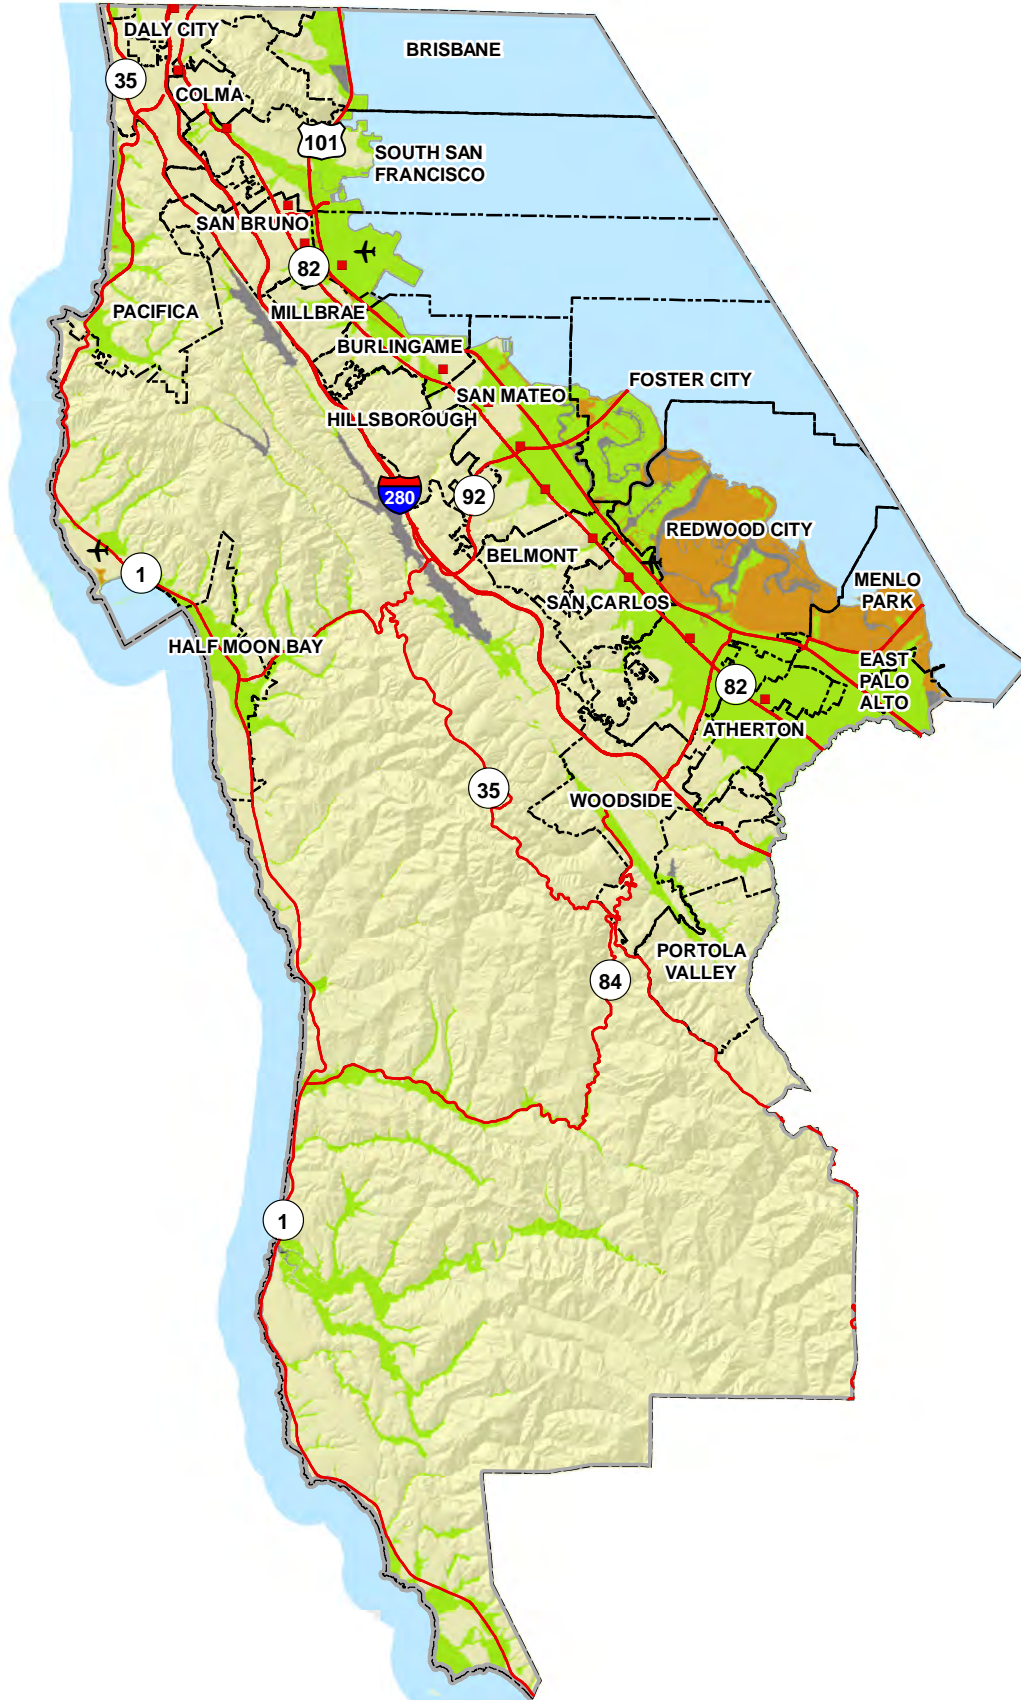 DALY CITY
BRISBANE
35
COLMA
101
SOUTH SAN
FRANCISCO
SAN BRUNO
82
PACIFICA
MILLBRAE
BURLINGAME
FOSTER CITY
SAN MATEO
HILLSBOROUGH
280
92
REDWOOD CITY
BELMONT
1
MENLO
PARK
SAN CARLOS
HALF MOON BAY
EAST
PALO
ALTO
82
ATHERTON
35
WOODSIDE
PORTOLA
VALLEY
84
1